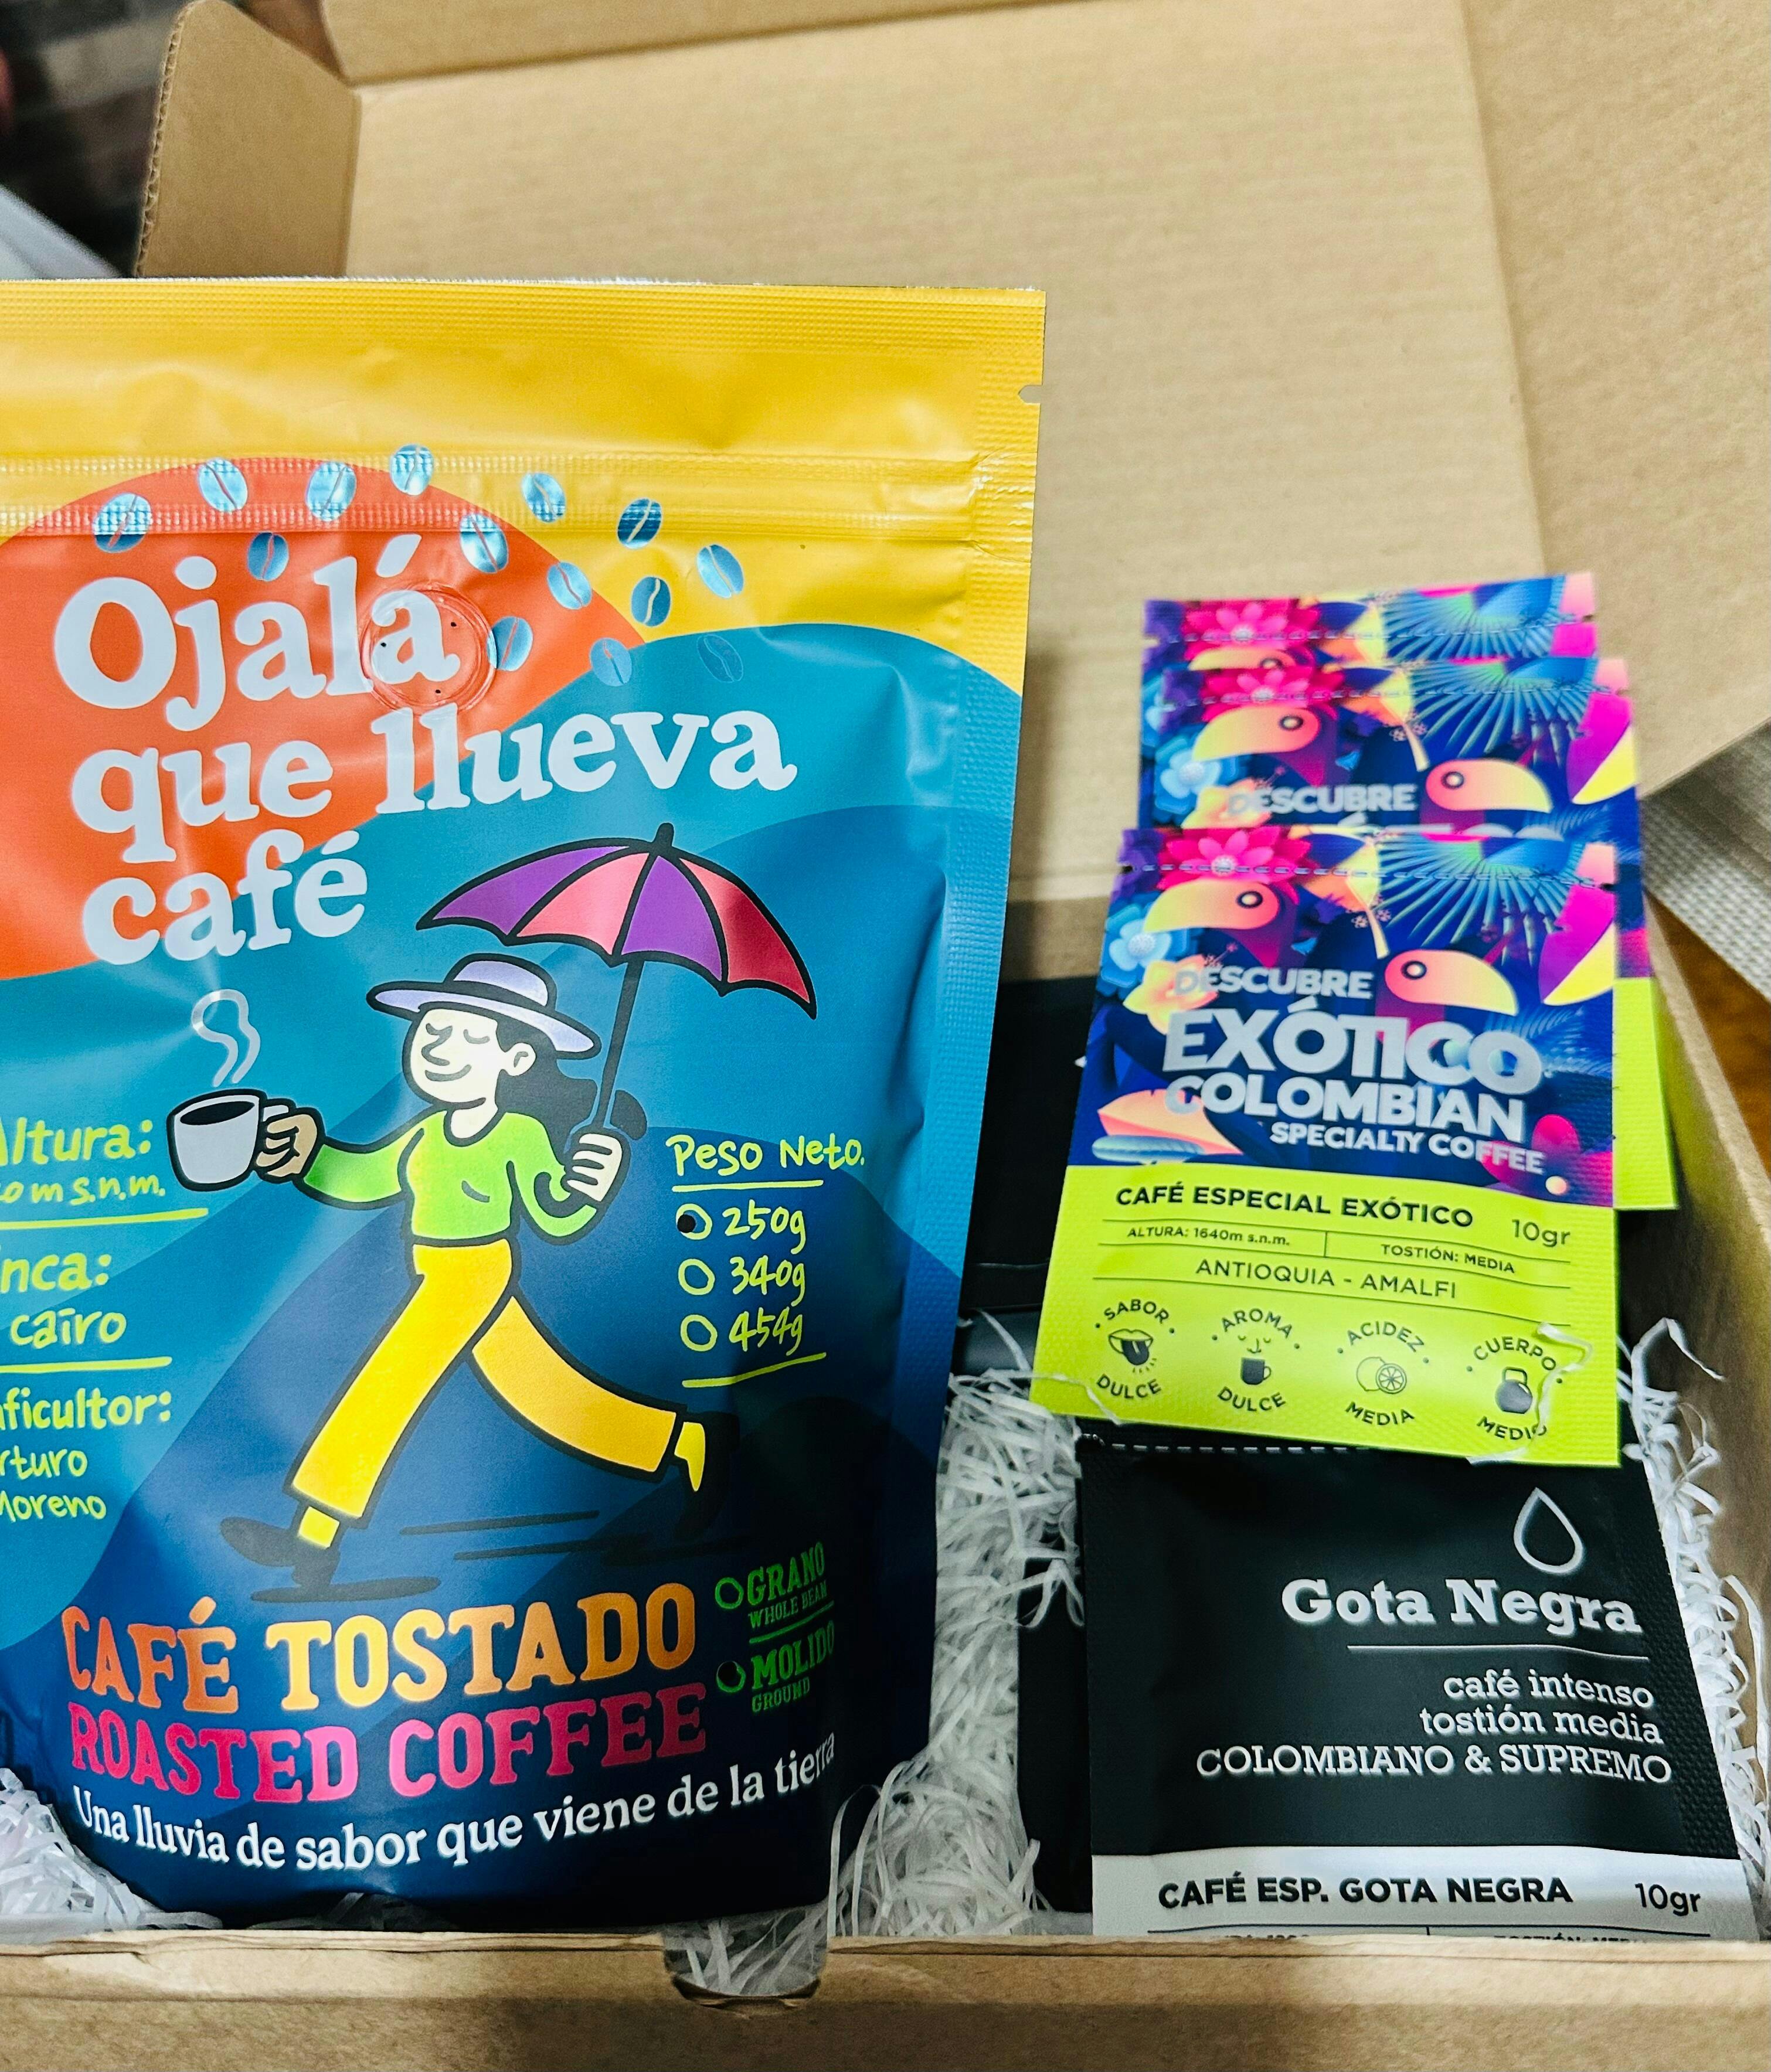 Ojalá
que llueva
café
Altura:
m s.n.m.
cairo
Arturo
Moreno
Peso Neto.
250g
340g
454g
GRANO
WHOLE BEAN
MOLIDO
GROUND
CAFÉ TOSTADO
ROASTED COFFEE
Una lluvia de sabor que viene de la tierra
DESCUBRE
DESCUBRE
EXÓTICO
COLOMBIAN
SPECIALTY COFFEE
CAFÉ ESPECIAL EXÓTICO 10gr
ALTURA: 1640m s.n.m. TOSTIÓN: MEDIA
ANTIOQUIA - AMALFI
SABOR AROMA ACIDEZ CUERPO
DULCE DULCE MEDIA MEDIO
Gota Negra
café intenso
tostión media
COLOMBIANO & SUPREMO
CAFÉ ESP. GOTA NEGRA 10gr